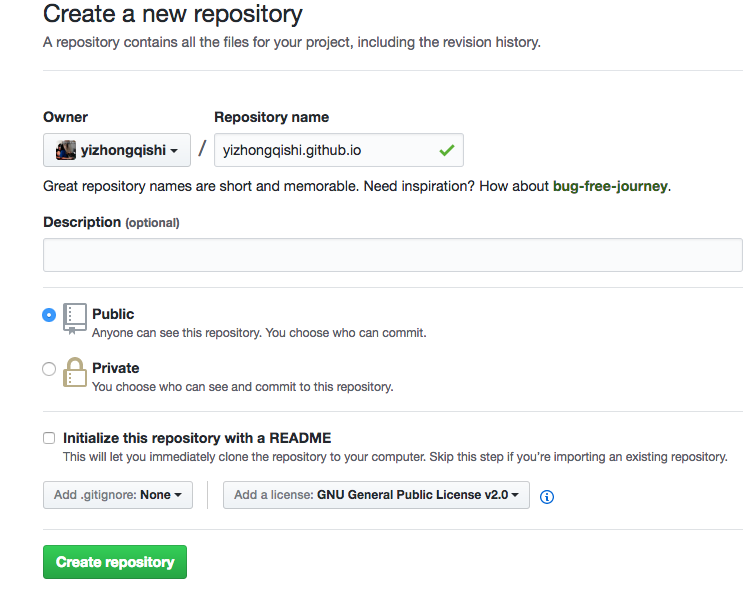 Create a new repository
A repository contains all the files for your project, including the revision history.
Owner Repository name
yizhongqishi / yizhongqishi.github.io
Great repository names are short and memorable. Need inspiration? How about bug-free-journey.
Description (optional)
Public
Anyone can see this repository. You choose who can commit.
Private
You choose who can see and commit to this repository.
Initialize this repository with a README
This will let you immediately clone the repository to your computer. Skip this step if you're importing an existing repository.
Add .gitignore: None Add a license: GNU General Public License v2.0
Create repository